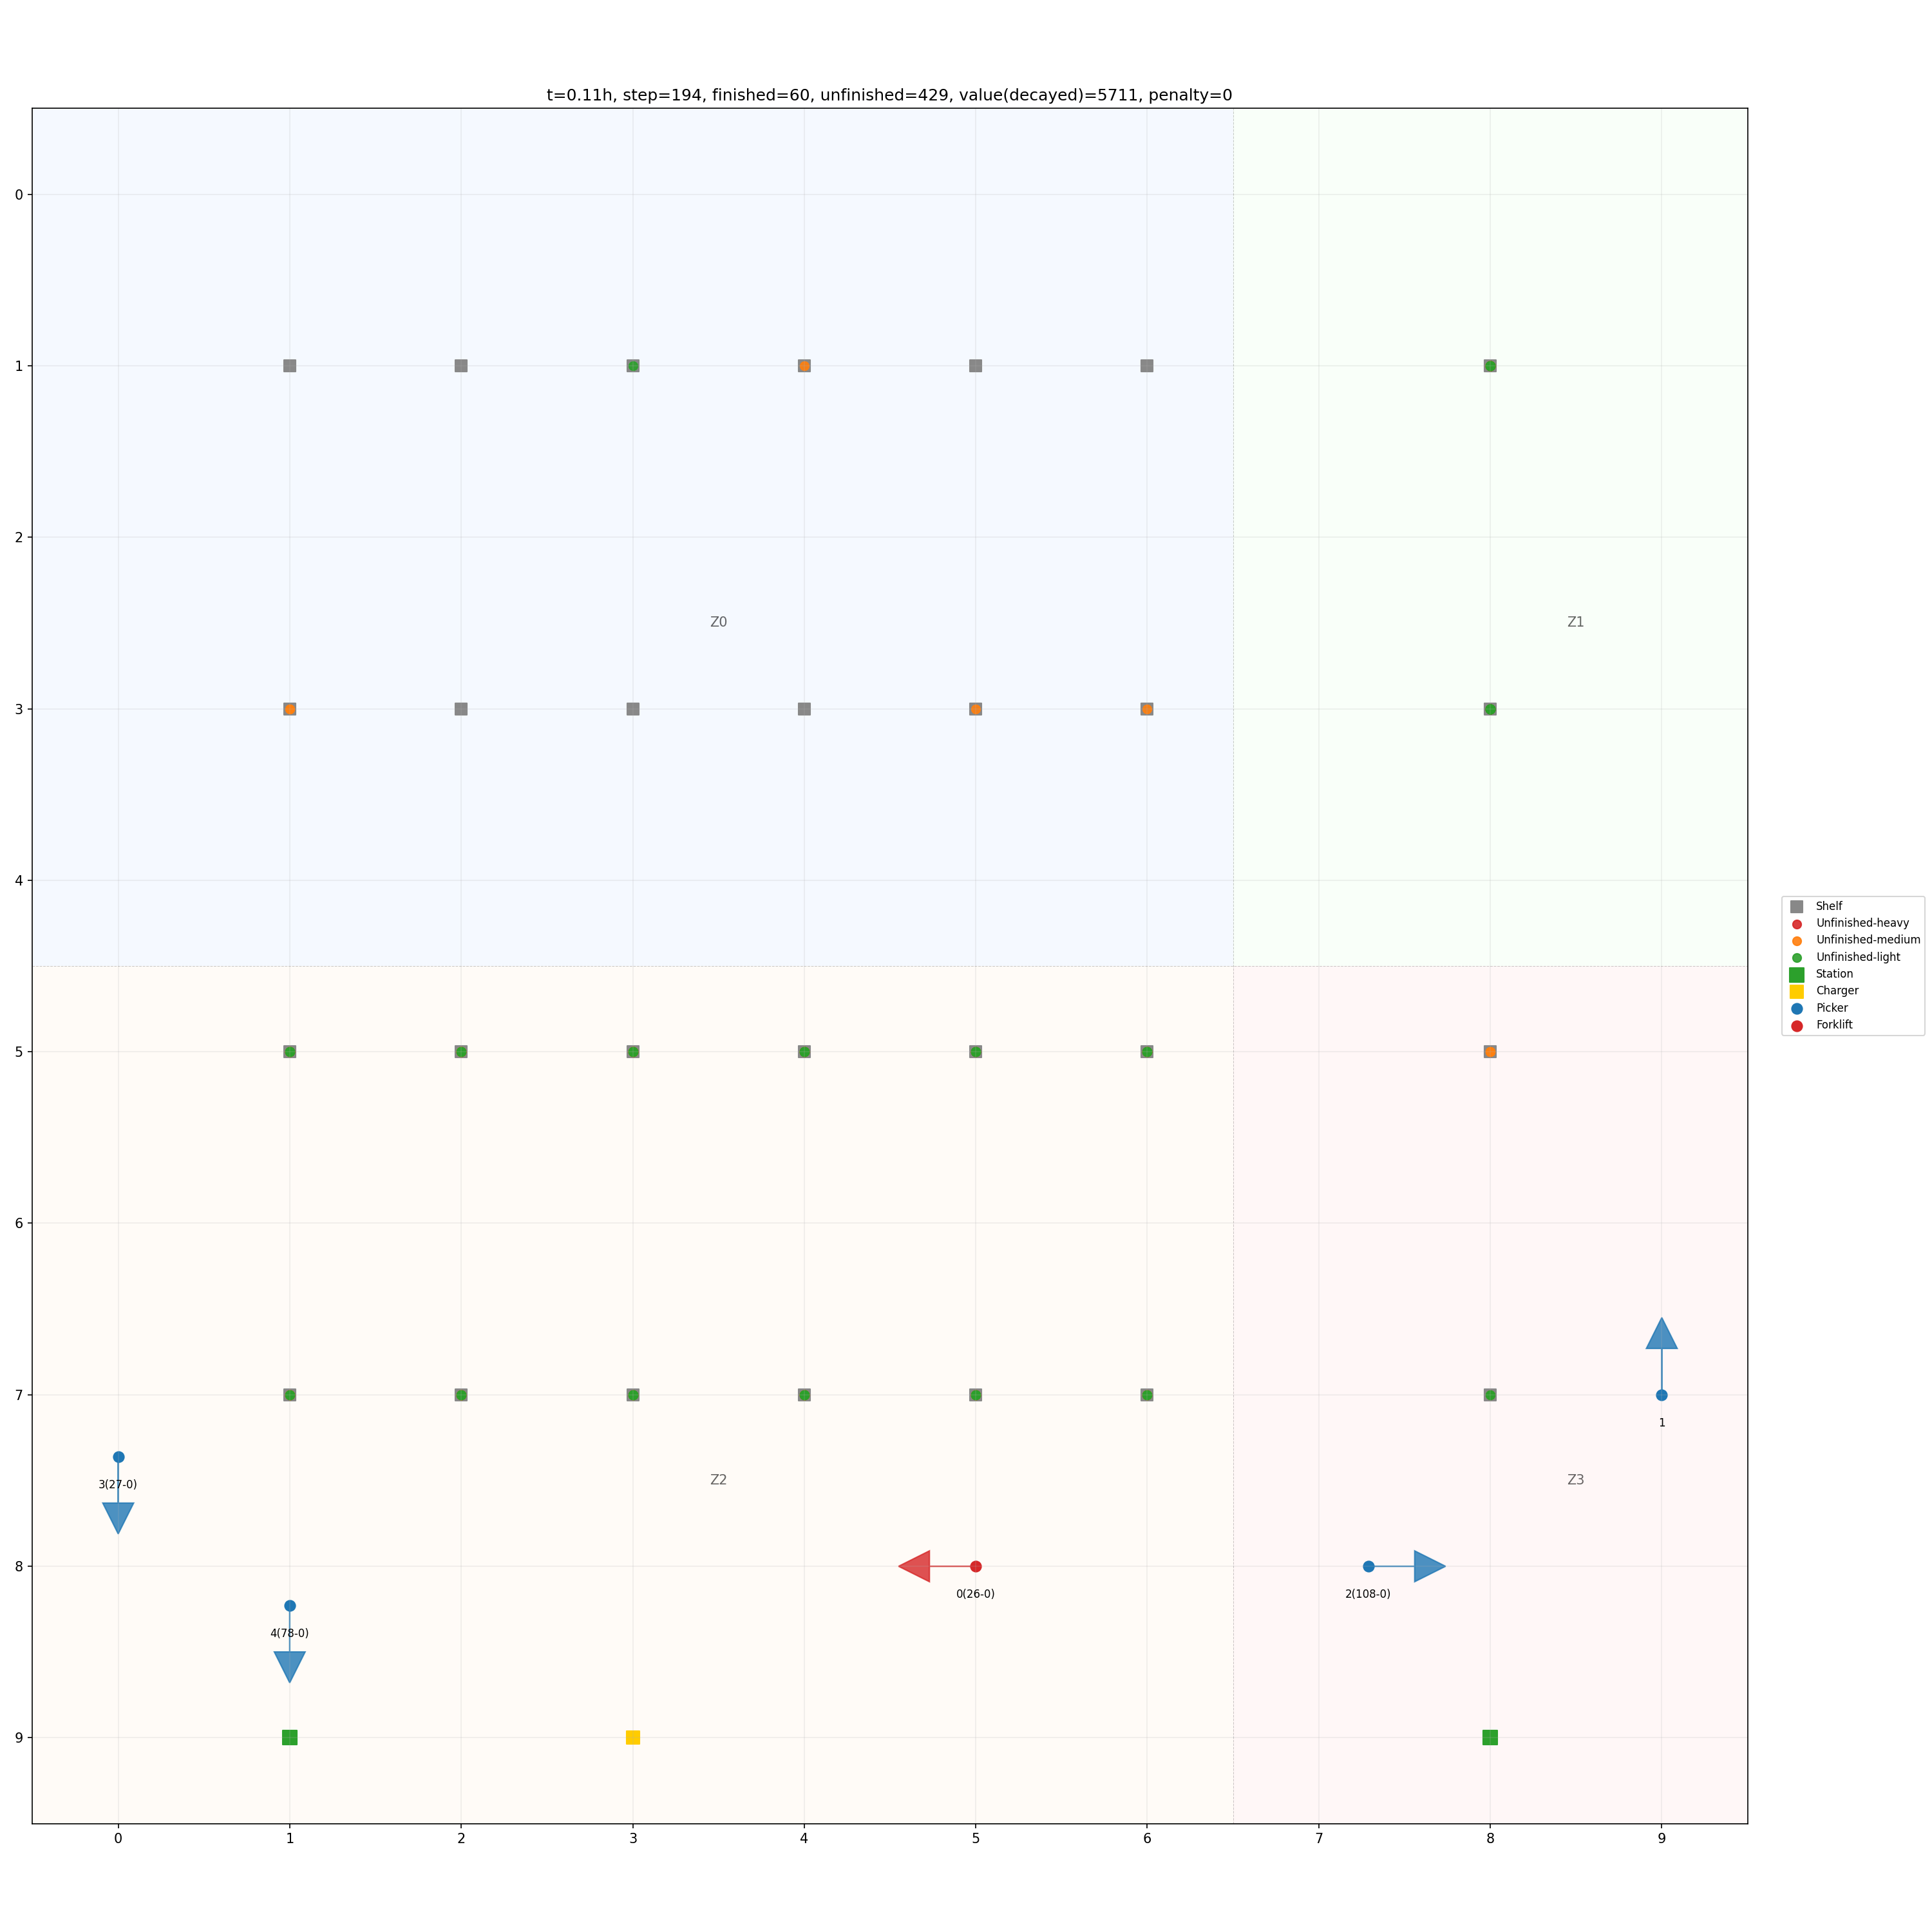 t=0.11h, step=194, finished=60, unfinished=429, value(decayed)=5711, penalty=0
0
1
2
Z0
Z1
3
4
Shelf
Unfinished-heavy
Unfinished-medium
Unfinished-light
Station
Charger
Picker
Forklift
5
6
7
1
3(27-0)
Z2
Z3
8
0(26-0)
2(108-0)
4(78-0)
9
0 1 2 3 4 5 6 7 8 9